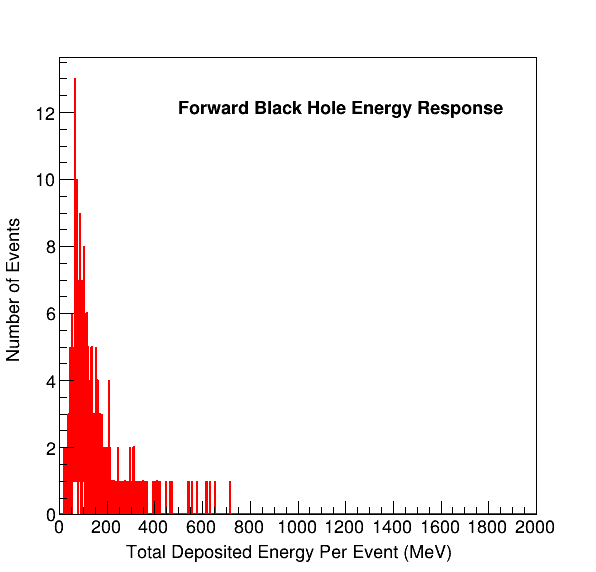 Forward Black Hole Energy Response
Number of Events
12
10
8
6
4
2
0
0 200 400 600 800 1000 1200 1400 1600 1800 2000
Total Deposited Energy Per Event (MeV)